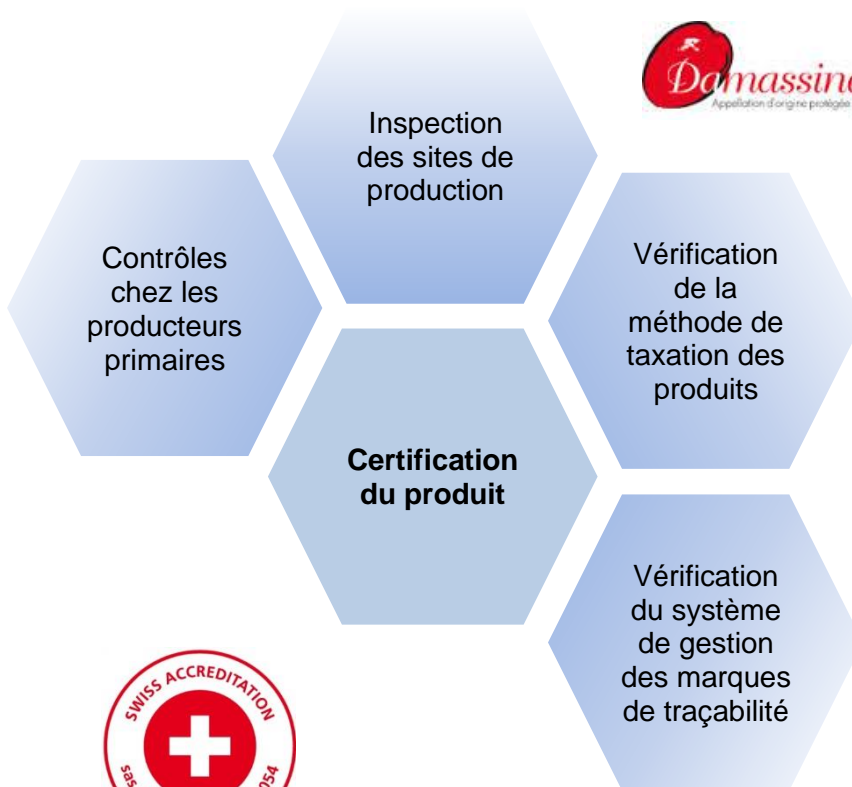 Damassine
Appellation d'origine protégée
Inspection
des sites de
production
Contrôles
chez les
producteurs
primaires
Vérification
de la
méthode de
taxation des
produits
Certification
du produit
Vérification
du système
de gestion
des marques
de traçabilité
SWISS ACCREDITATION